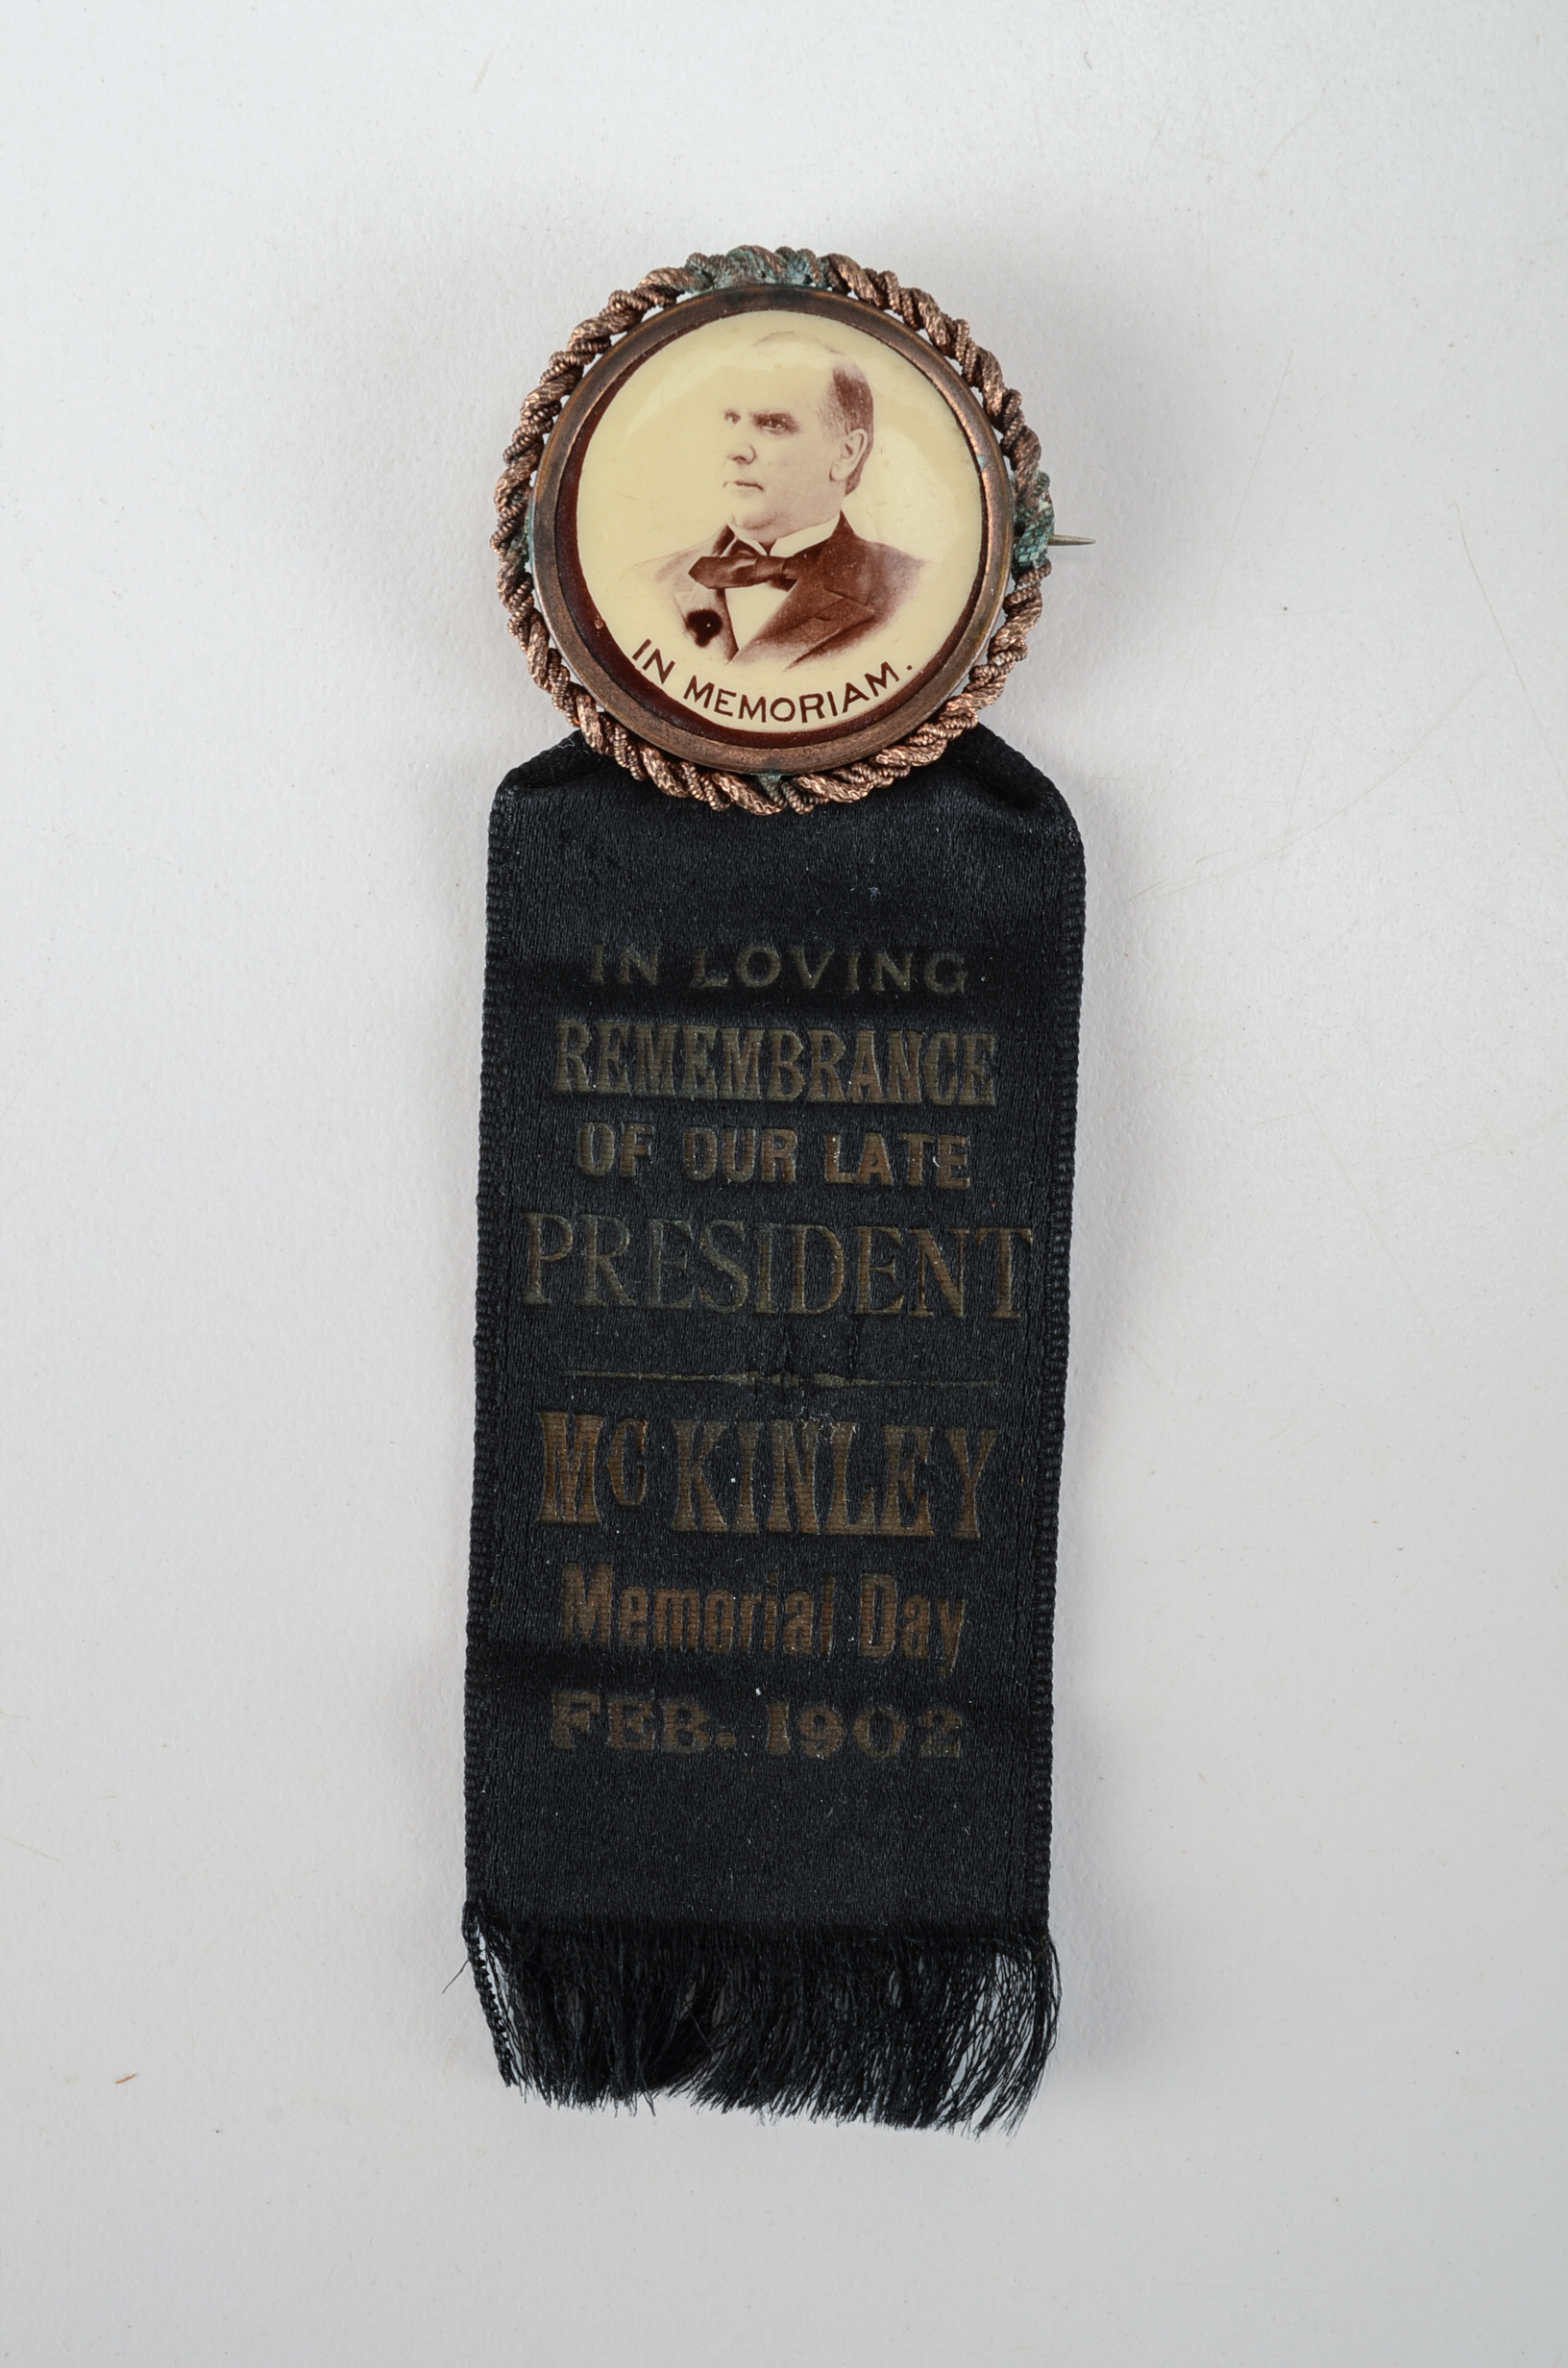 IN MEMORIAM.
IN LOVING
REMEMBRANCE
OF OUR LATE
PRESIDENT
MCKINLEY
Memorial Day
FEB. 1902